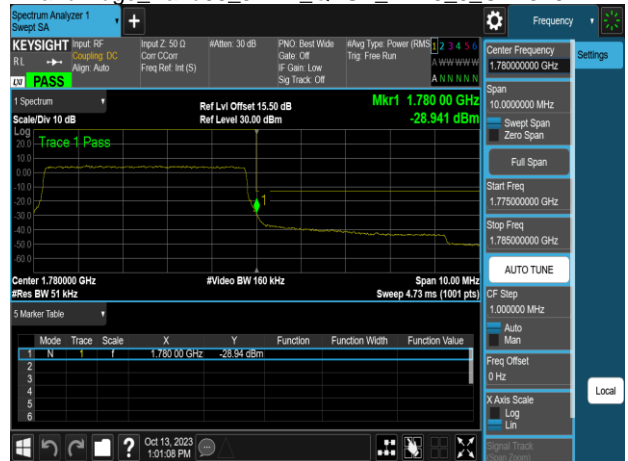 Spectrum Analyzer 1
Swept SA
Frequency
KEYSIGHT
RL
LXI
PASS
Input: RF
Coupling: DC
Align: Auto
Input Z: 50 Ω
Corr CCorr
Freq Ref: Int (S)
#Atten: 30 dB
PNO: Best Wide
Gate: Off
IF Gain: Low
Sig Track: Off
#Avg Type: Power (RMS
Trig: Free Run
1 2 3 4 5 6
A W W W W W
A N N N N N
1 Spectrum
Scale/Div 10 dB
Ref Lvl Offset 15.50 dB
Ref Level 30.00 dBm
Mkr1 1.780 00 GHz
-28.941 dBm
Log
Trace 1 Pass
20.0
10.0
0.00
-10.0
-20.0
-30.0
-40.0
-50.0
-60.0
1
Center 1.780000 GHz
#Res BW 51 kHz
#Video BW 160 kHz
Span 10.00 MHz
Sweep 4.73 ms (1001 pts)
5 Marker Table
Mode Trace Scale X Y Function Function Width Function Value
1 N 1 f 1.780 00 GHz -28.94 dBm
2
3
4
5
6
Oct 13, 2023
1:01:08 PM
Center Frequency
1.780000000 GHz
Span
10.0000000 MHz
Swept Span
Zero Span
Full Span
Start Freq
1.775000000 GHz
Stop Freq
1.785000000 GHz
AUTO TUNE
CF Step
1.000000 MHz
Auto
Man
Freq Offset
0 Hz
X Axis Scale
Log
Lin
Signal Track
(Span Zoom)
Settings
Local